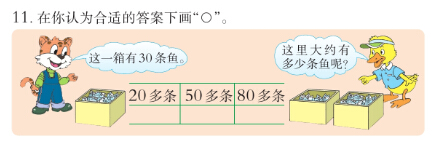 11. 在你认为合适的答案下画“○”。
这一箱有30条鱼。
这里大约有
多少条鱼呢?
20多条 50多条 80多条